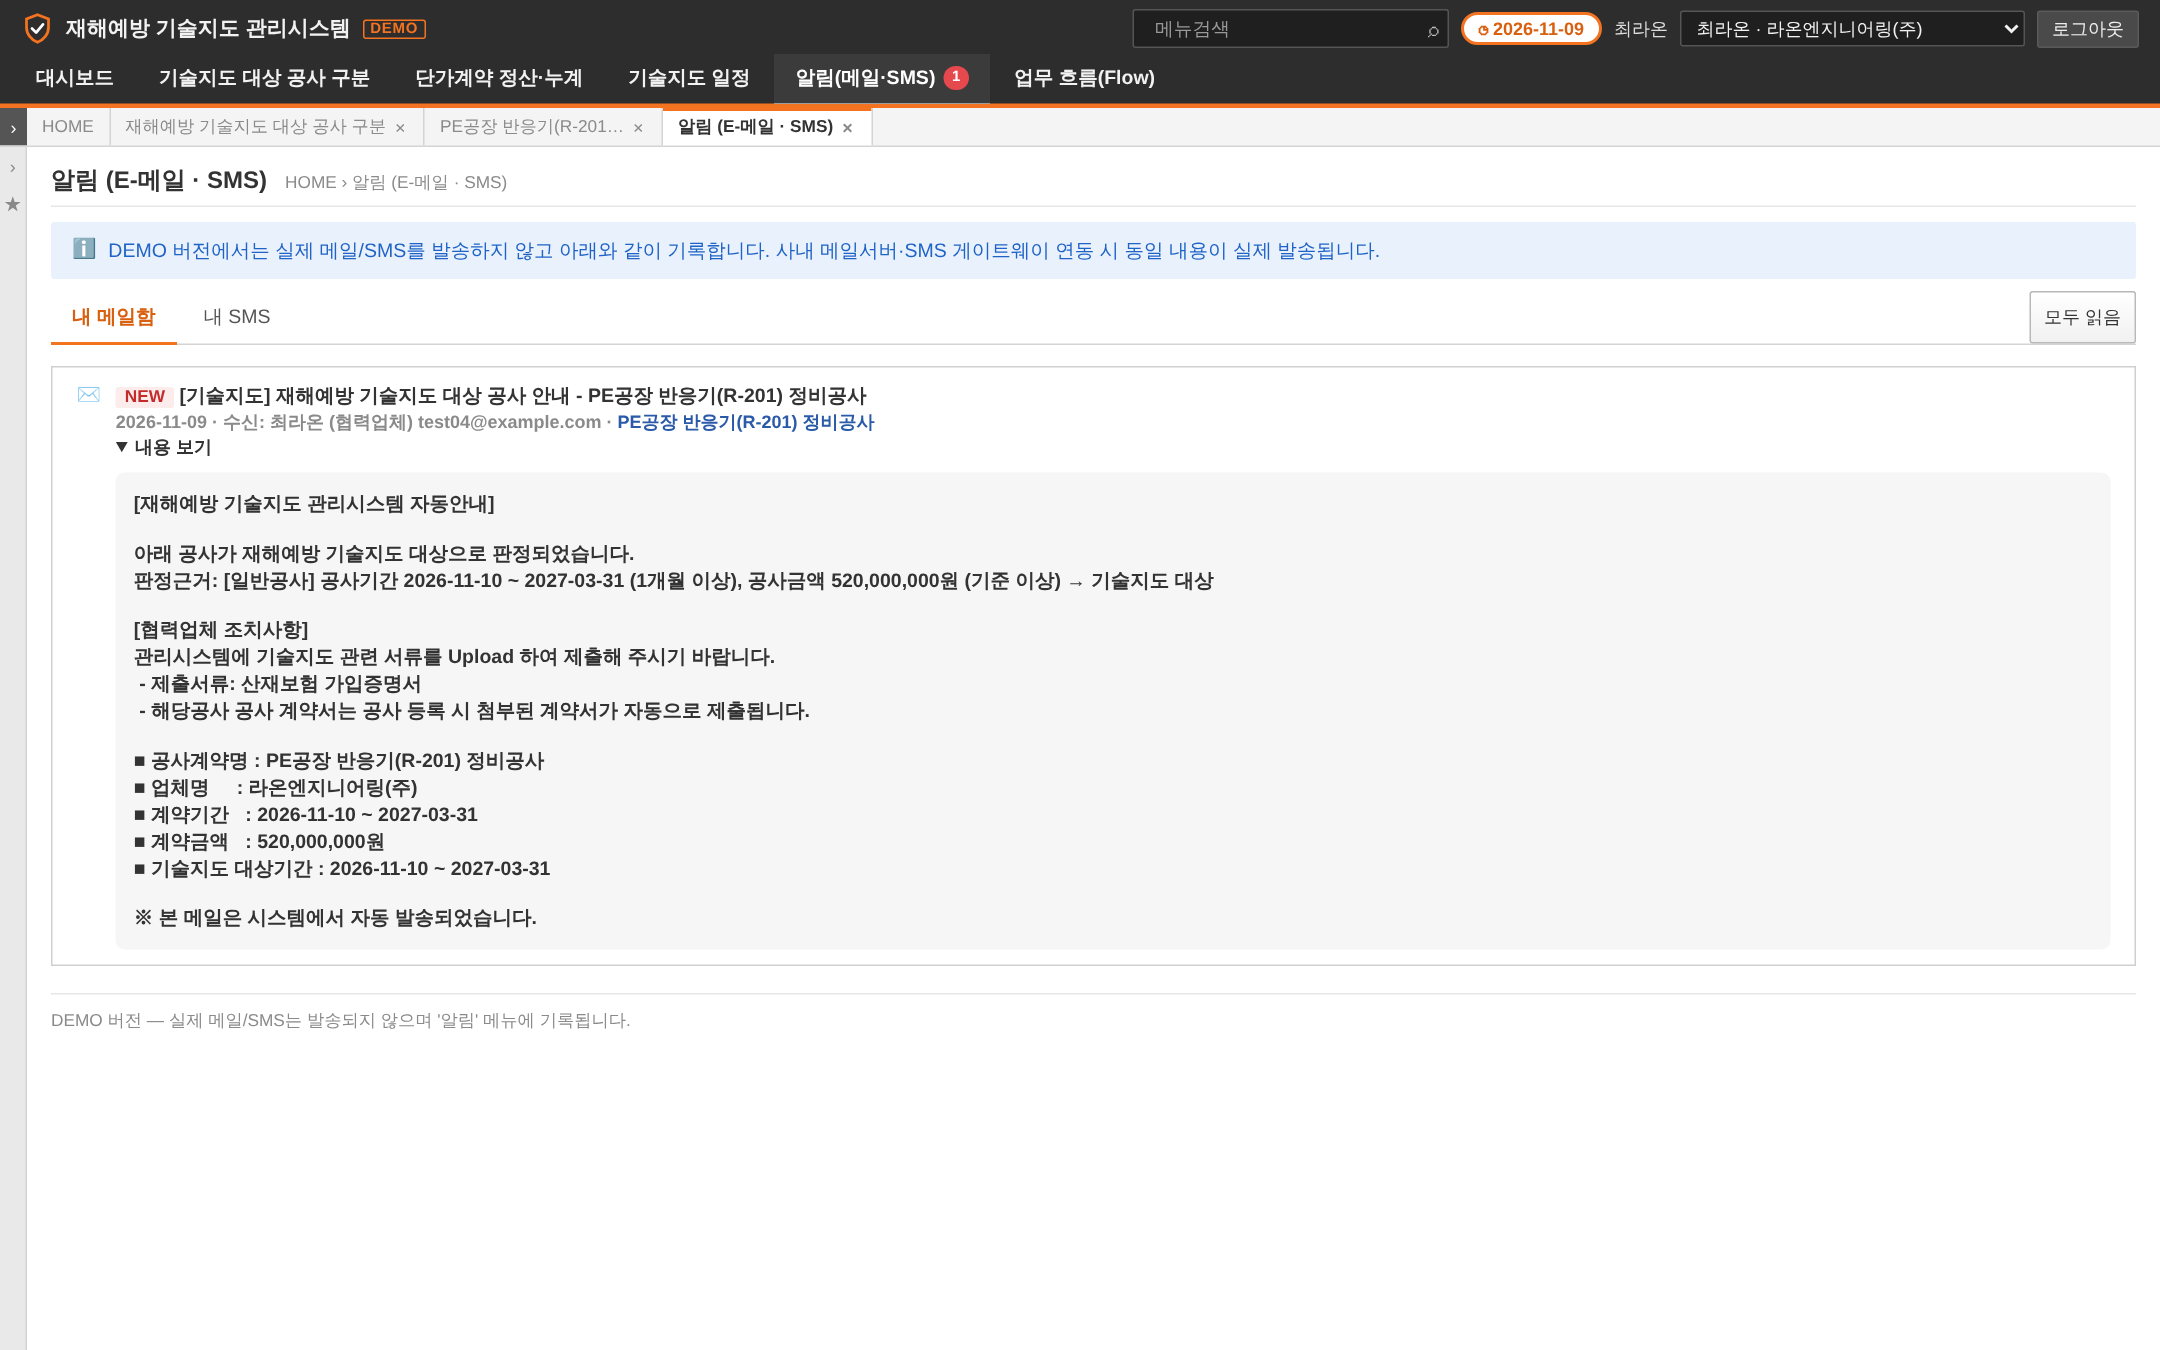 재해예방 기술지도 관리시스템 DEMO
메뉴검색
2026-11-09
최라온
최라온 · 라온엔지니어링(주)
로그아웃
대시보드
기술지도 대상 공사 구분
단가계약 정산·누계
기술지도 일정
알림(메일·SMS) 1
업무 흐름(Flow)
HOME
재해예방 기술지도 대상 공사 구분 ×
PE공장 반응기(R-201... ×
알림 (E-메일 · SMS) ×
알림 (E-메일 · SMS)
HOME › 알림 (E-메일 · SMS)
DEMO 버전에서는 실제 메일/SMS를 발송하지 않고 아래와 같이 기록합니다. 사내 메일서버·SMS 게이트웨이 연동 시 동일 내용이 실제 발송됩니다.
내 메일함
내 SMS
모두 읽음
NEW [기술지도] 재해예방 기술지도 대상 공사 안내 - PE공장 반응기(R-201) 정비공사
2026-11-09 · 수신: 최라온 (협력업체) test04@example.com · PE공장 반응기(R-201) 정비공사
▼ 내용 보기
[재해예방 기술지도 관리시스템 자동안내]
아래 공사가 재해예방 기술지도 대상으로 판정되었습니다.
판정근거: [일반공사] 공사기간 2026-11-10 ~ 2027-03-31 (1개월 이상), 공사금액 520,000,000원 (기준 이상) → 기술지도 대상
[협력업체 조치사항]
관리시스템에 기술지도 관련 서류를 Upload 하여 제출해 주시기 바랍니다.
- 제출서류: 산재보험 가입증명서
- 해당공사 공사 계약서는 공사 등록 시 첨부된 계약서가 자동으로 제출됩니다.
■ 공사계약명 : PE공장 반응기(R-201) 정비공사
■ 업체명 : 라온엔지니어링(주)
■ 계약기간 : 2026-11-10 ~ 2027-03-31
■ 계약금액 : 520,000,000원
■ 기술지도 대상기간 : 2026-11-10 ~ 2027-03-31
※ 본 메일은 시스템에서 자동 발송되었습니다.
DEMO 버전 — 실제 메일/SMS는 발송되지 않으며 '알림' 메뉴에 기록됩니다.